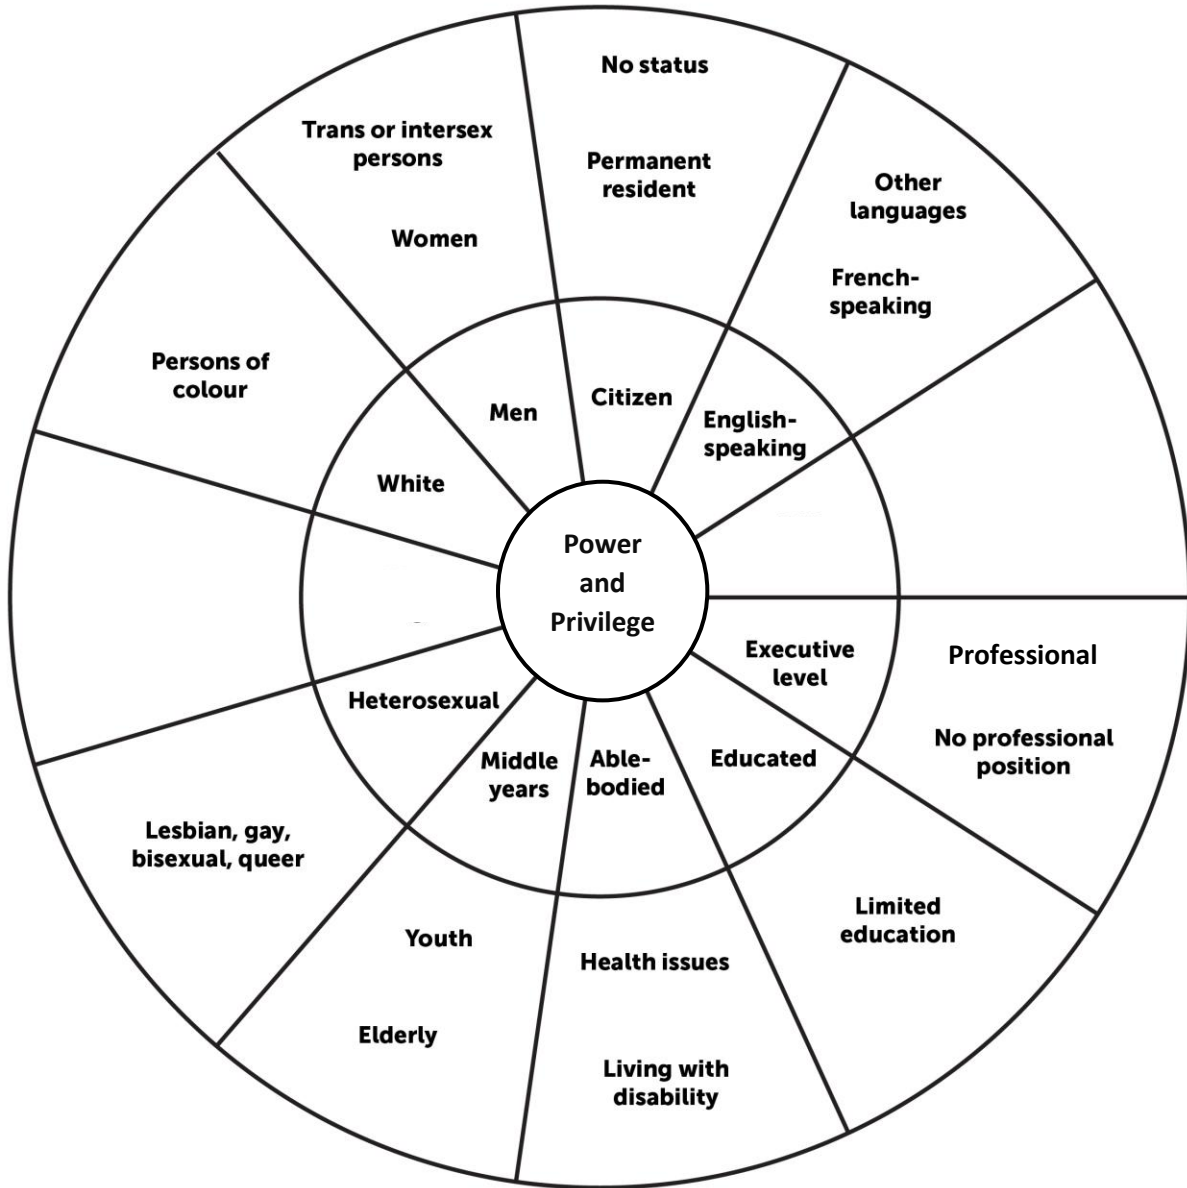 No status
Permanent
resident
Citizen
Other
languages
French-
speaking
English-
speaking
Professional
No professional
position
Executive
level
Limited
education
Educated
Living with
disability
Health issues
Able-
bodied
Elderly
Youth
Middle
years
Lesbian, gay,
bisexual, queer
Heterosexual
Persons of
colour
White
Trans or intersex
persons
Women
Men
Power
and
Privilege